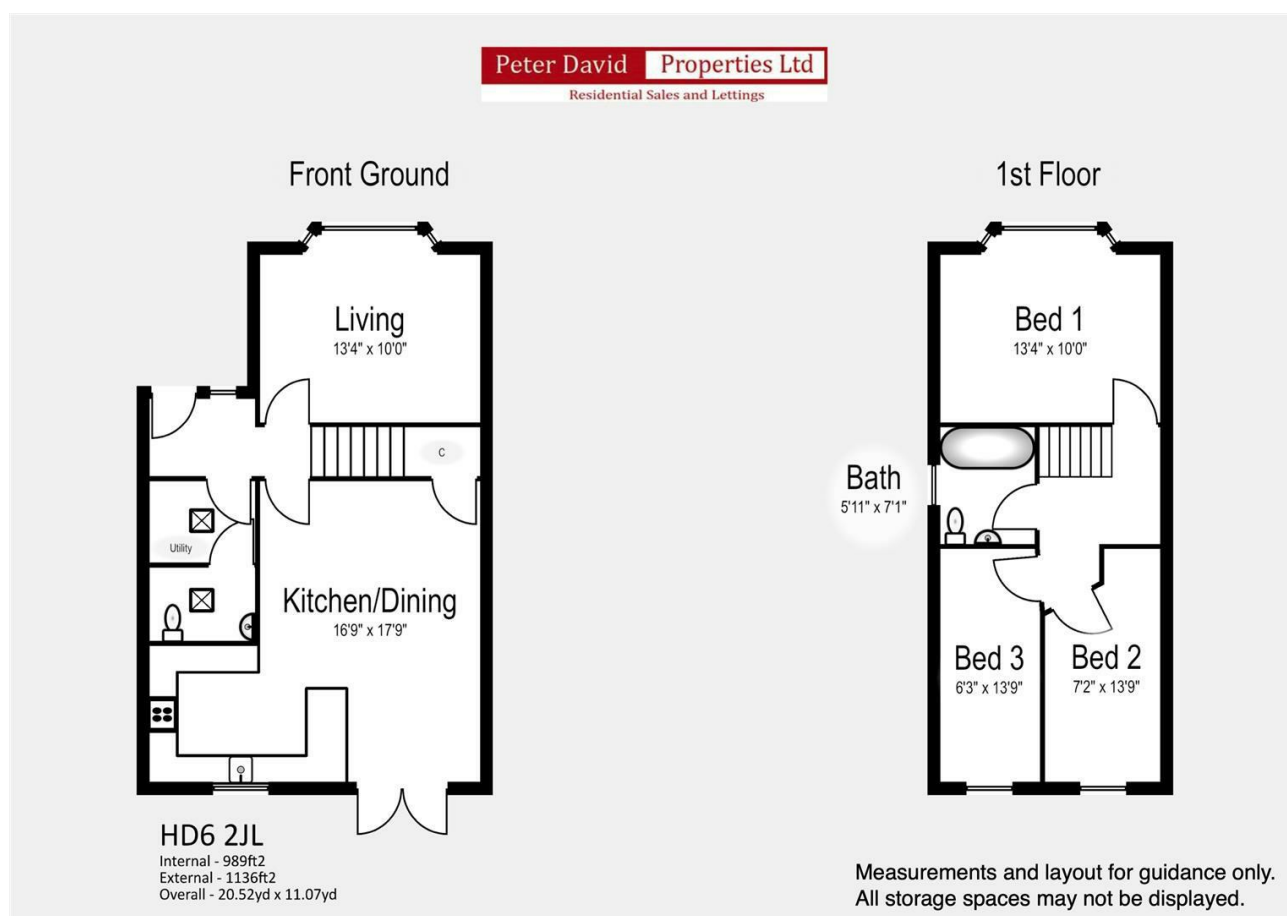 Peter David Properties Ltd
Residential Sales and Lettings
Front Ground
1st Floor
Living
13'4" x 10'0"
Bed 1
13'4" x 10'0"
C
Bath
5'11" x 7'1"
Utility
Kitchen/Dining
16'9" x 17'9"
Bed 3
6'3" x 13'9"
Bed 2
7'2" x 13'9"
HD6 2JL
Internal - 989ft2
External - 1136ft2
Overall - 20.52yd x 11.07yd
Measurements and layout for guidance only.
All storage spaces may not be displayed.